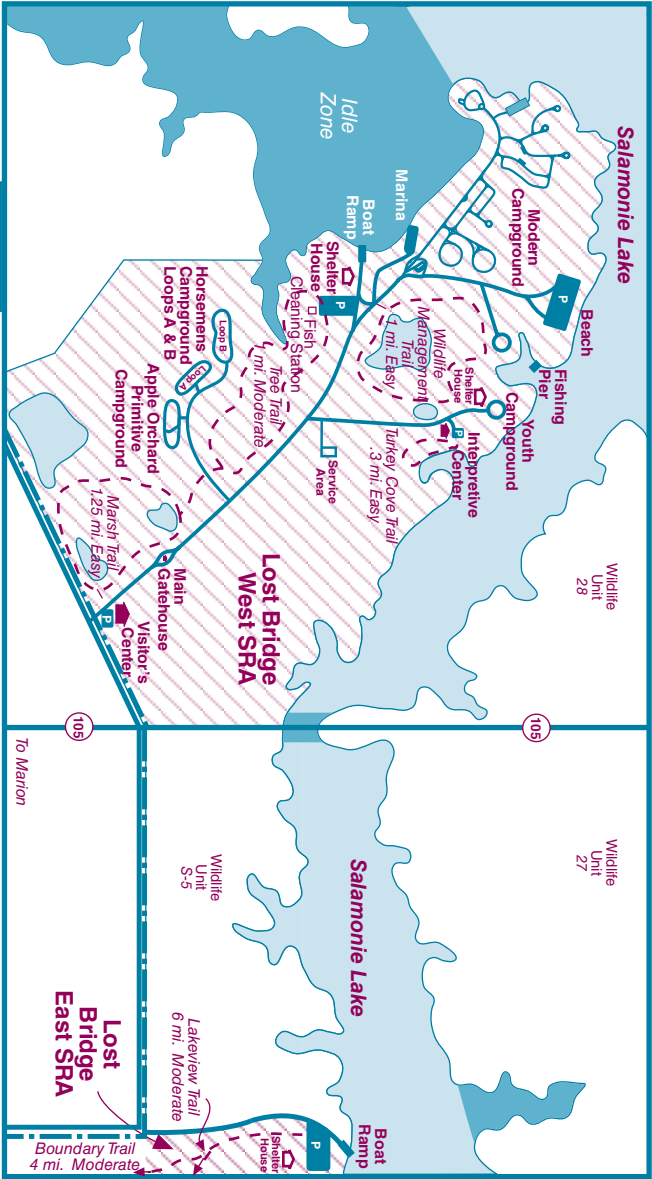 Salamonie Lake
Idle
Zone
Modern
Campground
Marina
Boat
Ramp
Beach
P
Fishing
Pier
Shelter
House
P
Fish
Cleaning Station
Wildlife
Management
Trail
1 mi. Easy
Shelter
House
Youth
Campground
P
Interpretive
Center
Turkey Cove Trail
.3 mi. Easy
Service
Area
Tree Trail
1 mi. Moderate
Horsemens
Campground
Loops A & B
Loop B
Loop A
Apple Orchard
Primitive
Campground
Marsh Trail
1.25 mi. Easy
Main
Gatehouse
Visitor's
Center
P
Lost Bridge
West SRA
Wildlife
Unit
28
105
105
To Marion
Wildlife
Unit
27
Wildlife
Unit
S-5
Salamonie Lake
Lost
Bridge
East SRA
Lakeview Trail
6 mi. Moderate
Boat
Ramp
P
Shelter
House
Boundary Trail
4 mi. Moderate